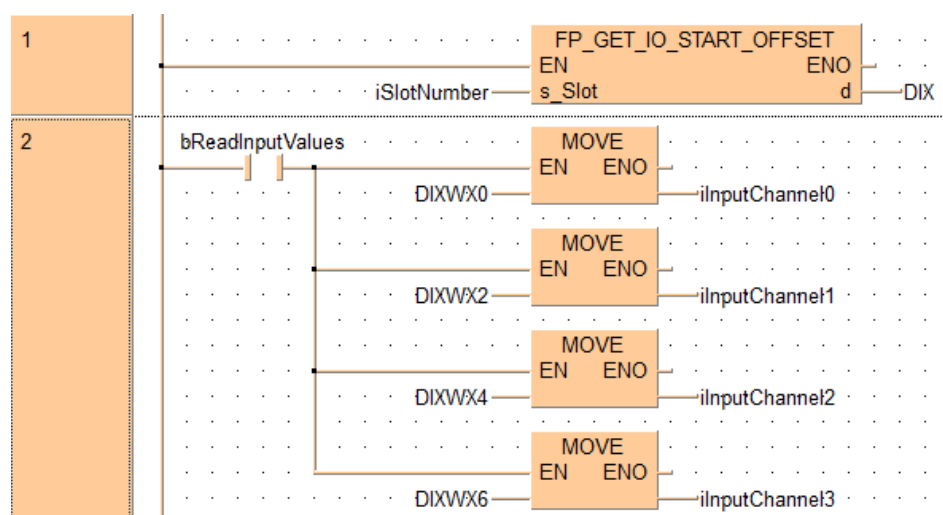 1
FP_GET_IO_START_OFFSET
EN ENO
iSlotNumber s_Slot d DIX
2
bReadInputValues MOVE
EN ENO
DIXWX0 iInputChannel0
MOVE
EN ENO
DIXWX2 iInputChannel1
MOVE
EN ENO
DIXWX4 iInputChannel2
MOVE
EN ENO
DIXWX6 iInputChannel3